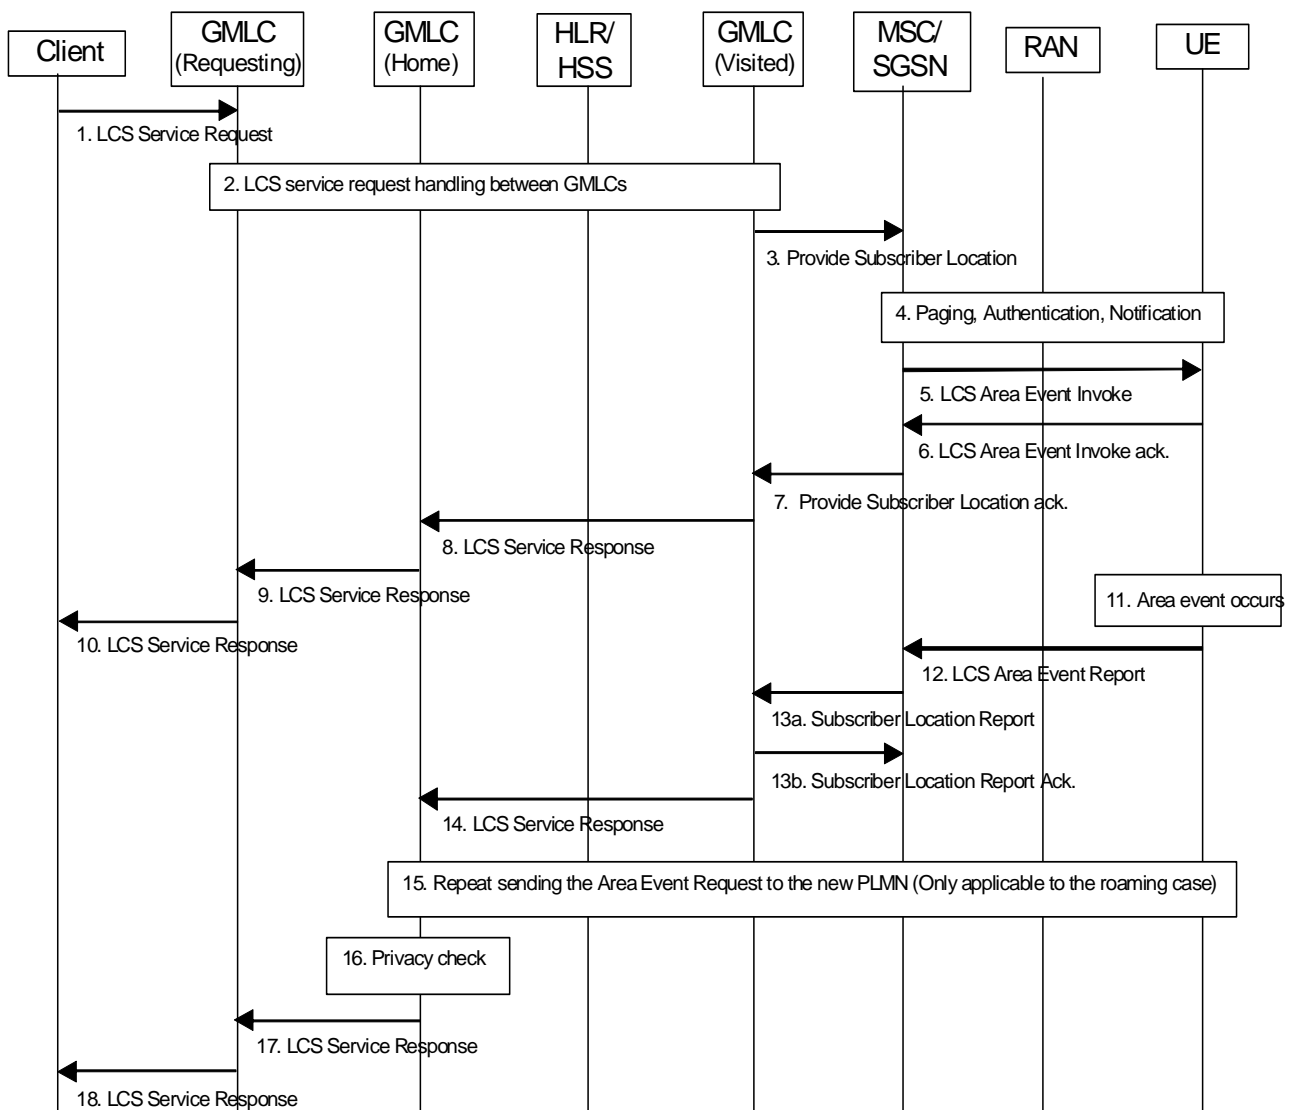 Client
GMLC
(Requesting)
GMLC
(Home)
HLR/
HSS
GMLC
(Visited)
MSC/
SGSN
RAN
UE
1. LCS Service Request
2. LCS service request handling between GMLCs
3. Provide Subscriber Location
4. Paging, Authentication, Notification
5. LCS Area Event Invoke
6. LCS Area Event Invoke ack.
7. Provide Subscriber Location ack.
8. LCS Service Response
9. LCS Service Response
11. Area event occurs
10. LCS Service Response
12. LCS Area Event Report
13a. Subscriber Location Report
13b. Subscriber Location Report Ack.
14. LCS Service Response
15. Repeat sending the Area Event Request to the new PLMN (Only applicable to the roaming case)
16. Privacy check
17. LCS Service Response
18. LCS Service Response